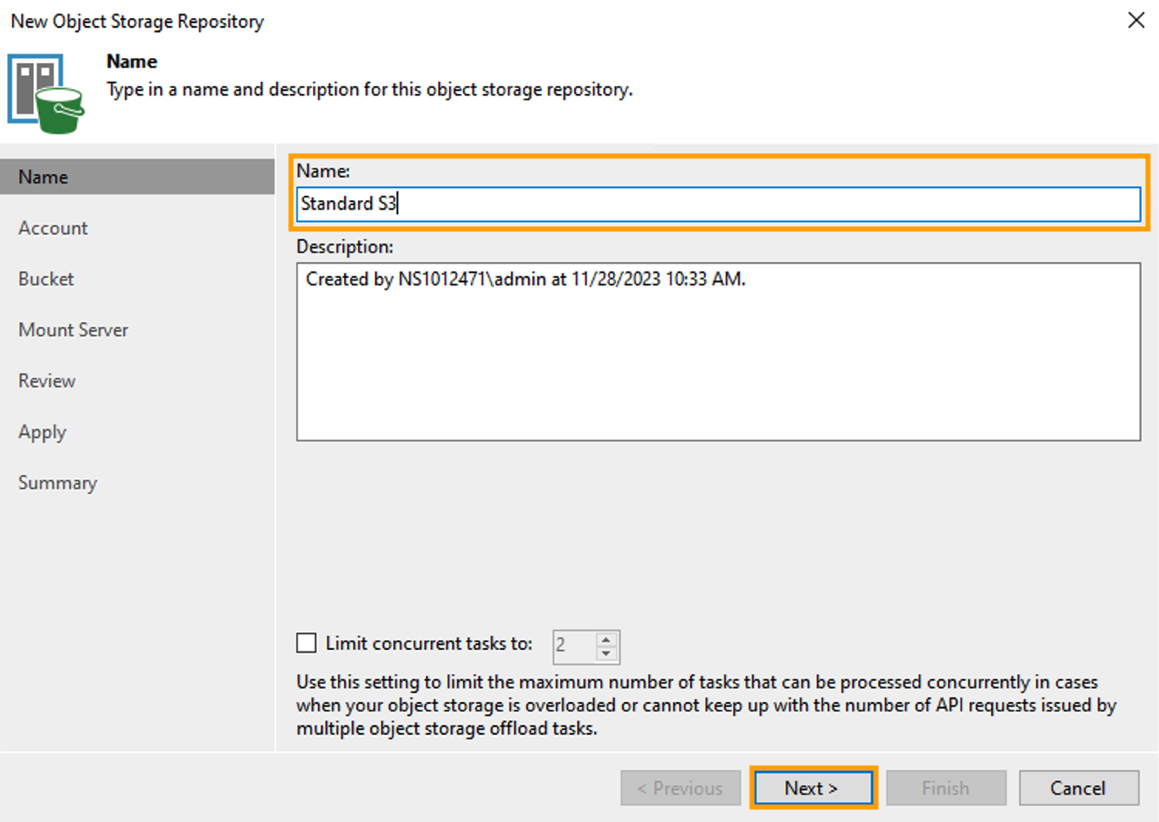 New Object Storage Repository
Name
Type in a name and description for this object storage repository.
Name
Account
Bucket
Mount Server
Review
Apply
Summary
Name:
Standard S3
Description:
Created by NS1012471\admin at 11/28/2023 10:33 AM.
Limit concurrent tasks to: 2
Use this setting to limit the maximum number of tasks that can be processed concurrently in cases
when your object storage is overloaded or cannot keep up with the number of API requests issued by
multiple object storage offload tasks.
< Previous Next > Finish Cancel